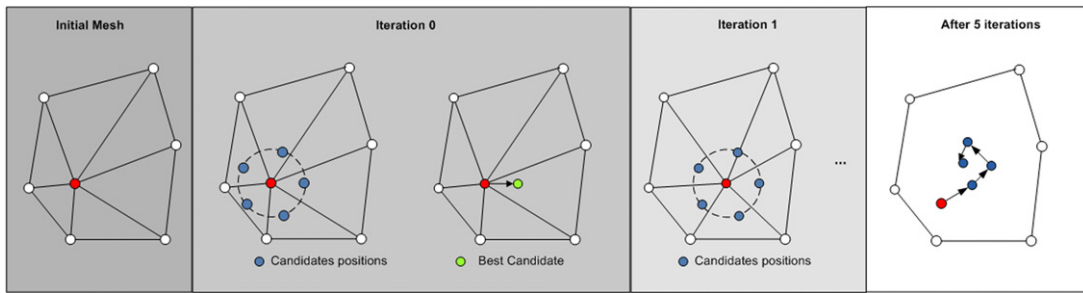 Initial Mesh
Iteration 0
Iteration 1
After 5 iterations
...
Candidates positions
Best Candidate
Candidates positions